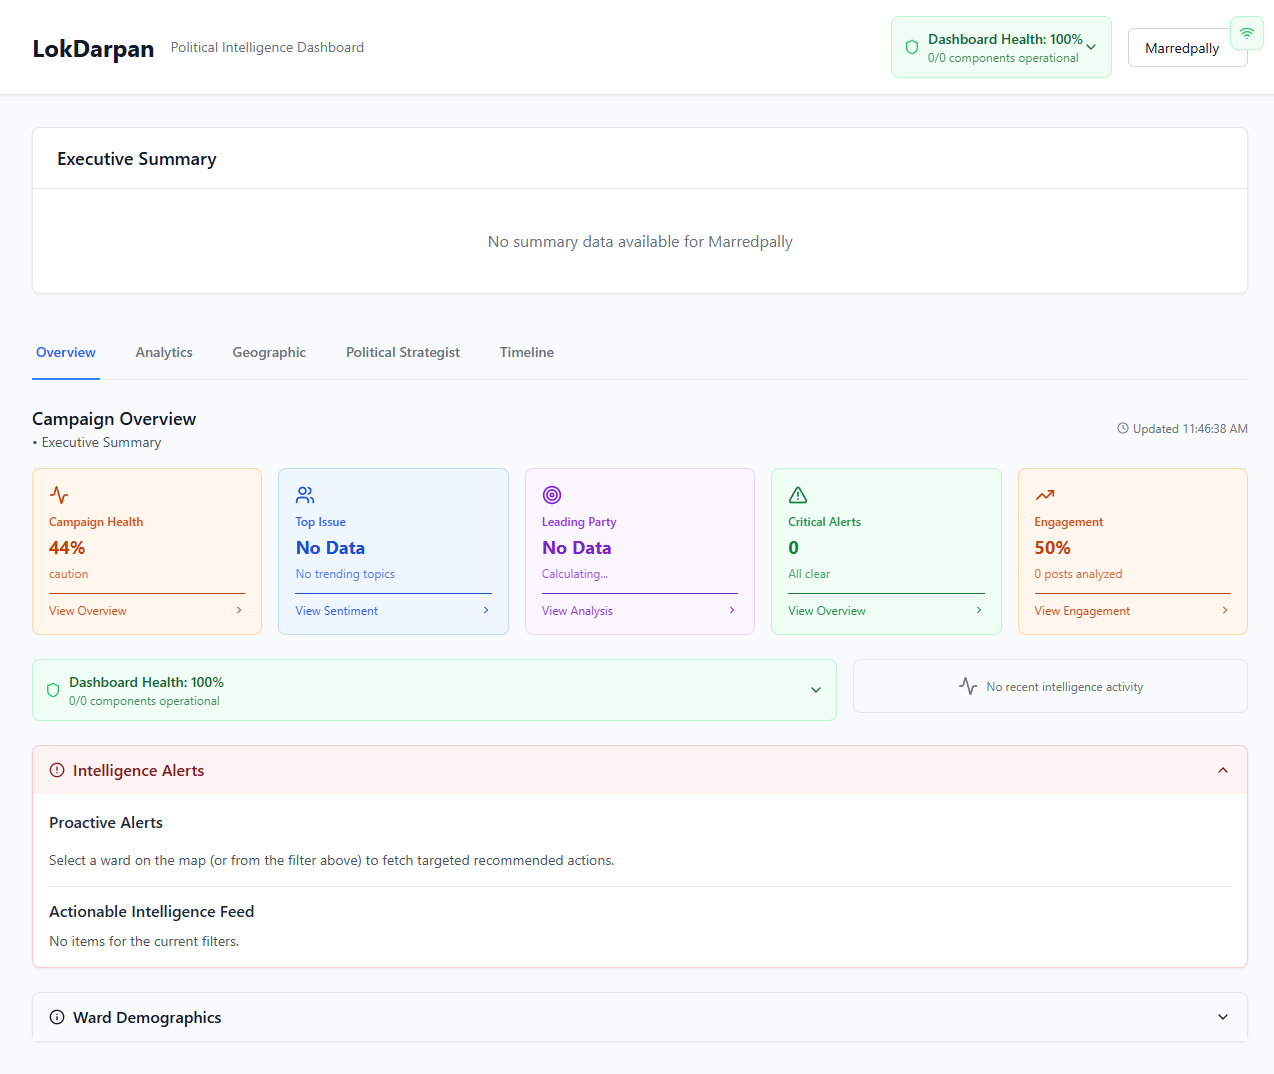 LokDarpan
Political Intelligence Dashboard
Dashboard Health: 100%
0/0 components operational
Marredpally
Executive Summary
No summary data available for Marredpally
Overview
Analytics
Geographic
Political Strategist
Timeline
Campaign Overview
• Executive Summary
Updated 11:46:38 AM
Campaign Health
44%
caution
View Overview
Top Issue
No Data
No trending topics
View Sentiment
Leading Party
No Data
Calculating...
View Analysis
Critical Alerts
0
All clear
View Overview
Engagement
50%
0 posts analyzed
View Engagement
Dashboard Health: 100%
0/0 components operational
No recent intelligence activity
Intelligence Alerts
Proactive Alerts
Select a ward on the map (or from the filter above) to fetch targeted recommended actions.
Actionable Intelligence Feed
No items for the current filters.
Ward Demographics